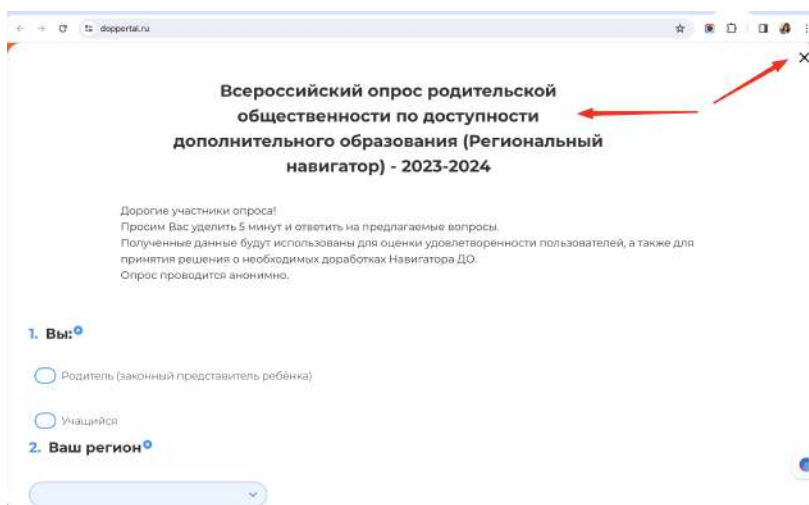 doppertal.ru
Всероссийский опрос родительской
общественности по доступности
дополнительного образования (Региональный
навигатор) - 2023-2024
Дорогие участники опроса!
Просим Вас уделить 5 минут и ответить на предлагаемые вопросы.
Полученные данные будут использованы для оценки удовлетворенности пользователей, а также для
принятия решения о необходимых доработках Навигатора ДО.
Опрос проводится анонимно.
1. Вы:
Родитель (законный представитель ребёнка)
Учащийся
2. Ваш регион